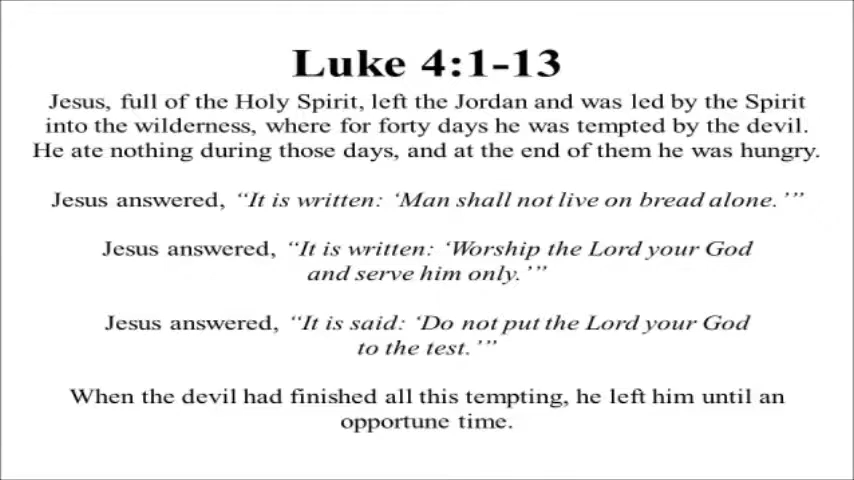 Luke 4:1-13
Jesus, full of the Holy Spirit, left the Jordan and was led by the Spirit
into the wilderness, where for forty days he was tempted by the devil.
He ate nothing during those days, and at the end of them he was hungry.
Jesus answered, “It is written: ‘Man shall not live on bread alone.’”
Jesus answered, “It is written: ‘Worship the Lord your God
and serve him only.’”
Jesus answered, “It is said: ‘Do not put the Lord your God
to the test.’”
When the devil had finished all this tempting, he left him until an
opportune time.